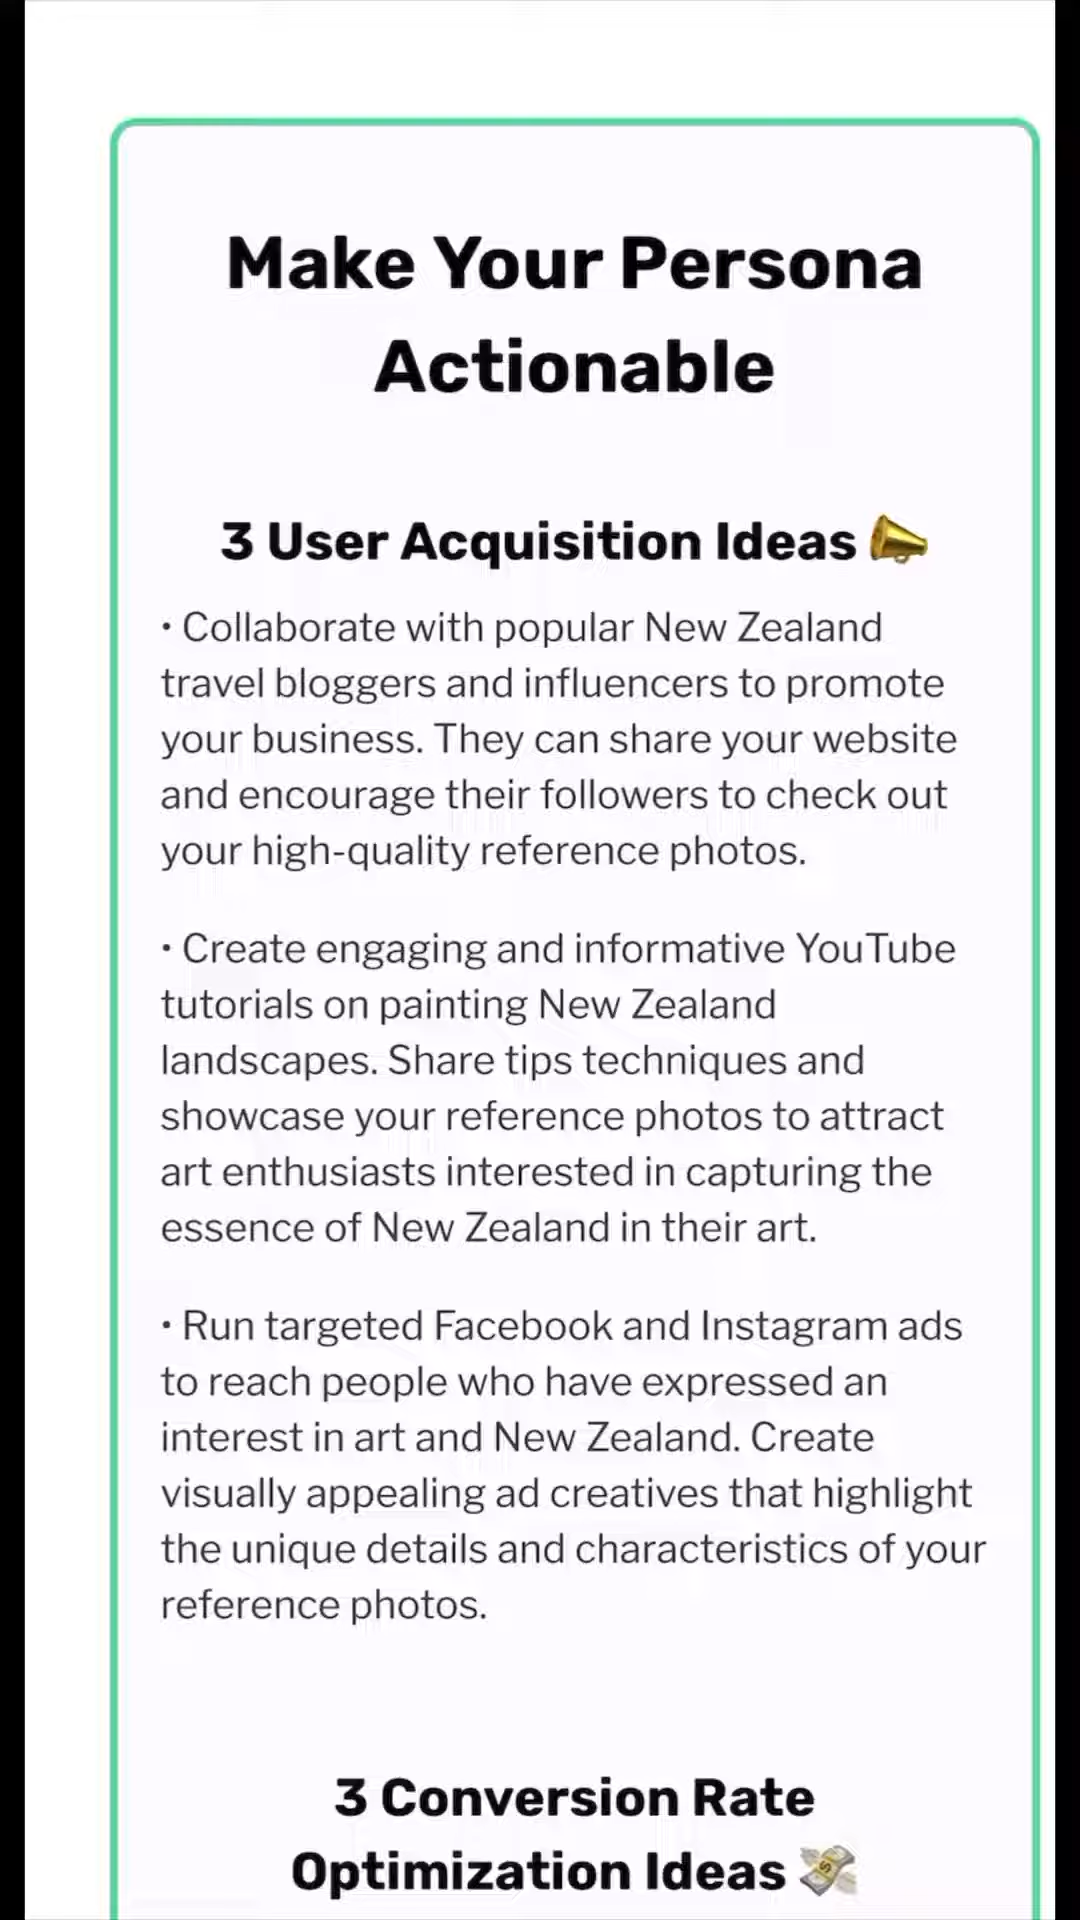 Make Your Persona
Actionable
3 User Acquisition Ideas 📣
• Collaborate with popular New Zealand
travel bloggers and influencers to promote
your business. They can share your website
and encourage their followers to check out
your high-quality reference photos.
• Create engaging and informative YouTube
tutorials on painting New Zealand
landscapes. Share tips techniques and
showcase your reference photos to attract
art enthusiasts interested in capturing the
essence of New Zealand in their art.
• Run targeted Facebook and Instagram ads
to reach people who have expressed an
interest in art and New Zealand. Create
visually appealing ad creatives that highlight
the unique details and characteristics of your
reference photos.
3 Conversion Rate
Optimization Ideas 💸